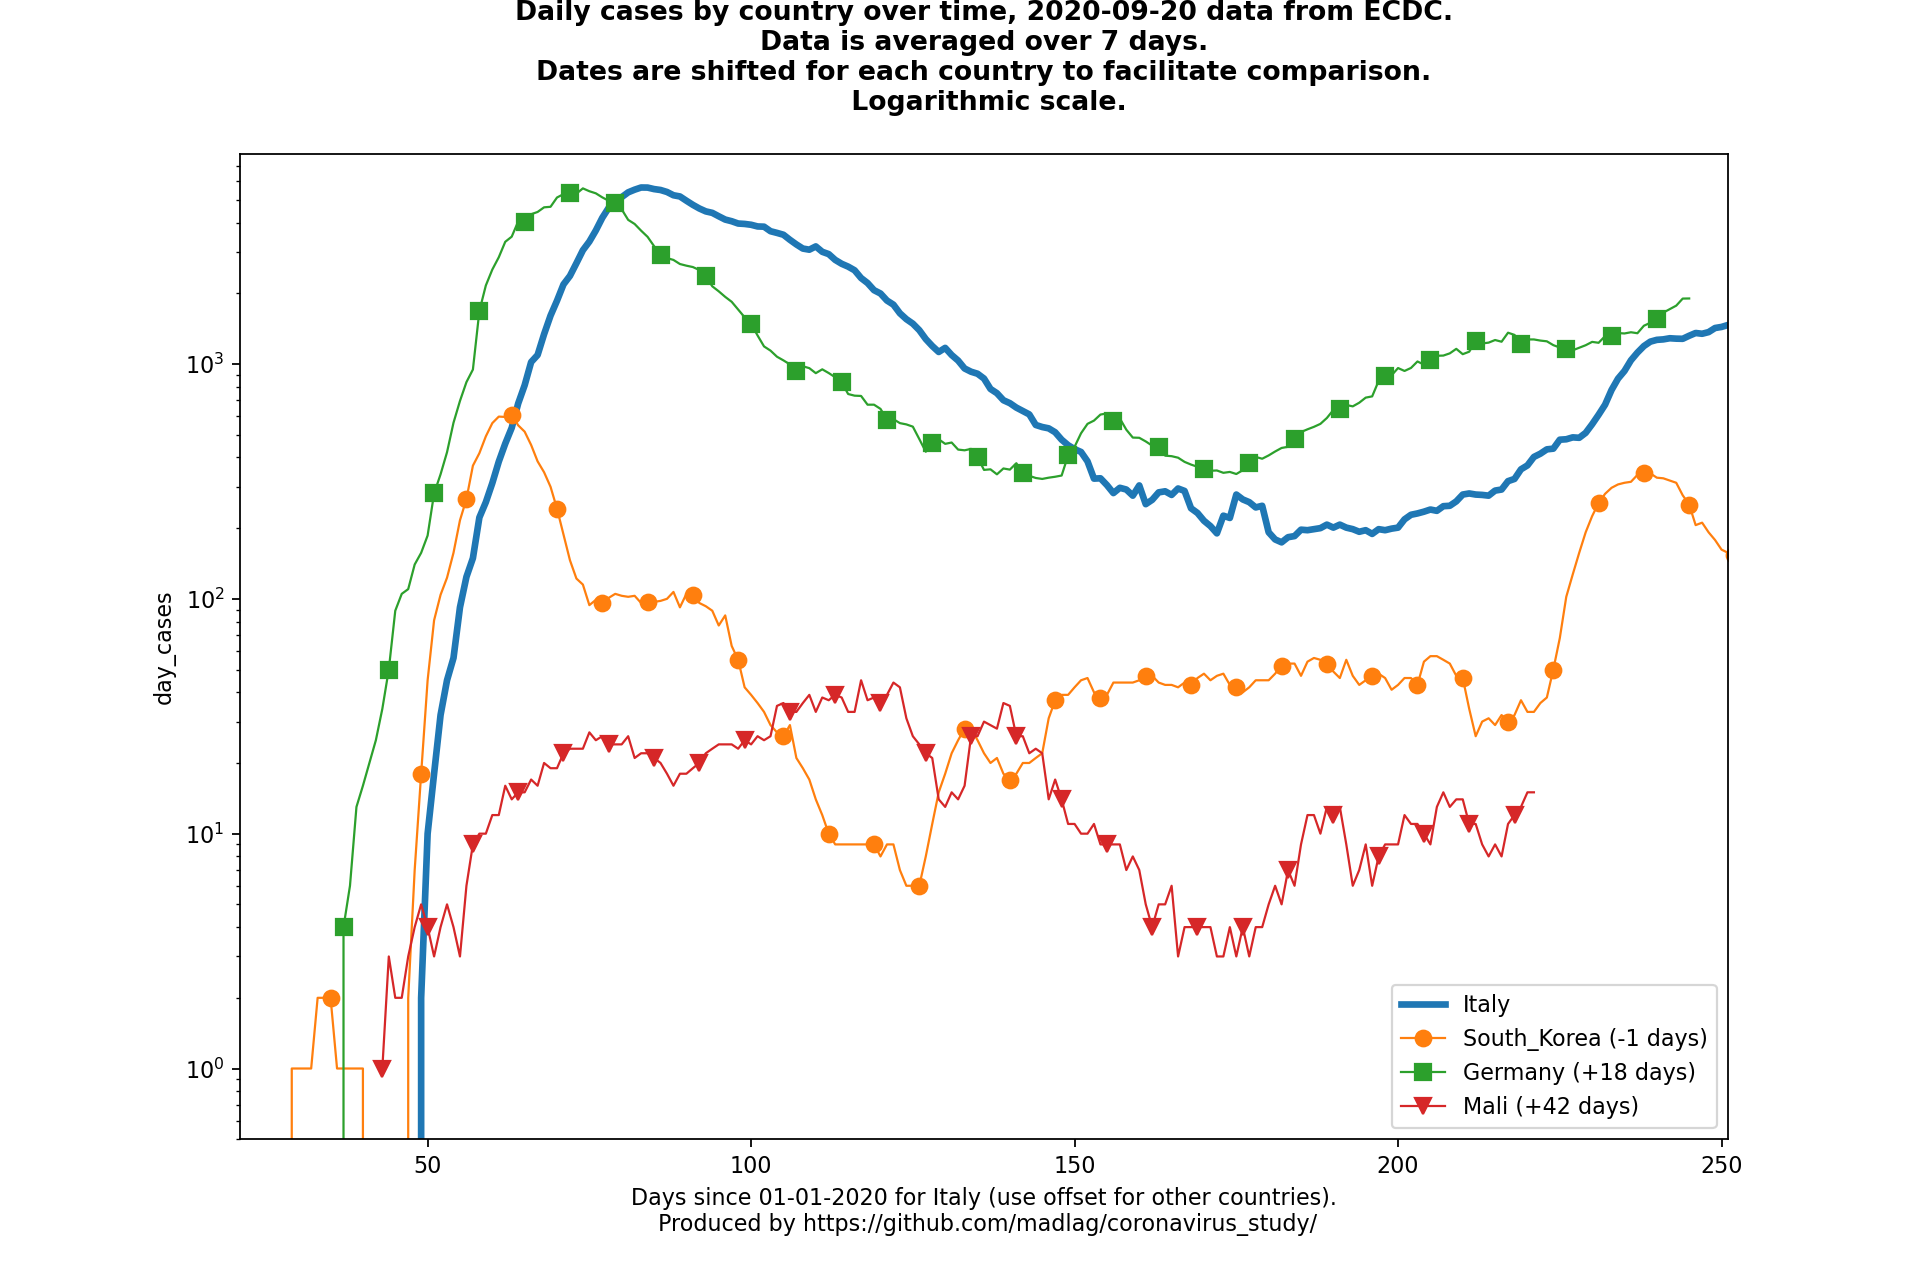 Daily cases by country over time, 2020-09-20 data from ECDC.
Data is averaged over 7 days.
Dates are shifted for each country to facilitate comparison.
Logarithmic scale.
day_cases
10³
10²
10¹
10⁰
50
100
150
200
250
Italy
South_Korea (-1 days)
Germany (+18 days)
Mali (+42 days)
Days since 01-01-2020 for Italy (use offset for other countries).
Produced by https://github.com/madlag/coronavirus_study/